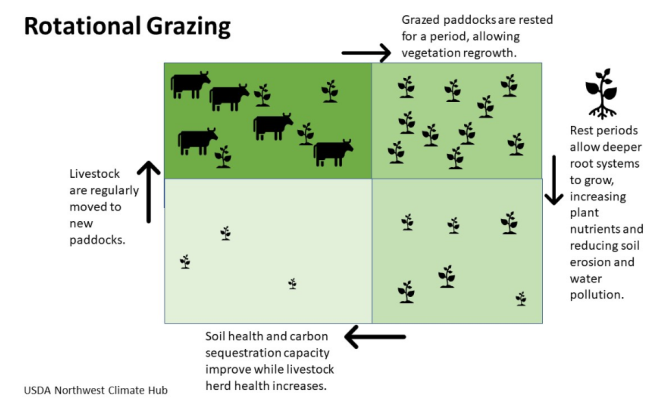 Rotational Grazing
Grazed paddocks are rested
for a period, allowing
vegetation regrowth.
Rest periods
allow deeper
root systems
to grow,
increasing
plant
nutrients and
reducing soil
erosion and
water
pollution.
Livestock
are regularly
moved to
new
paddocks.
Soil health and carbon
sequestration capacity
improve while livestock
herd health increases.
USDA Northwest Climate Hub